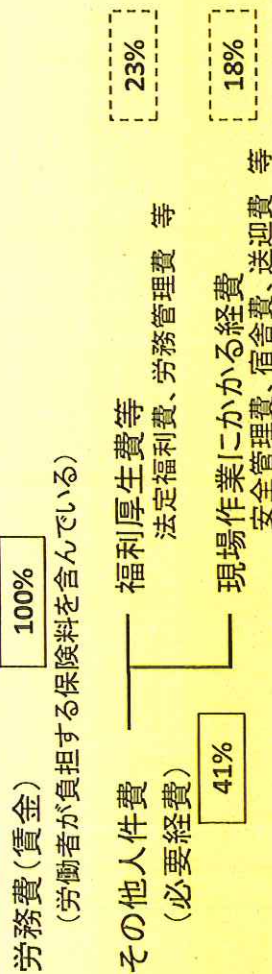 労務費(賃金) 100%
(労働者が負担する保険料を含んでいる)
その他人件費
(必要経費)
41%
福利厚生費等 23%
法定福利費、労務管理費 等
現場作業にかかる経費 18%
安全管理費、宿舎費、送迎費 等